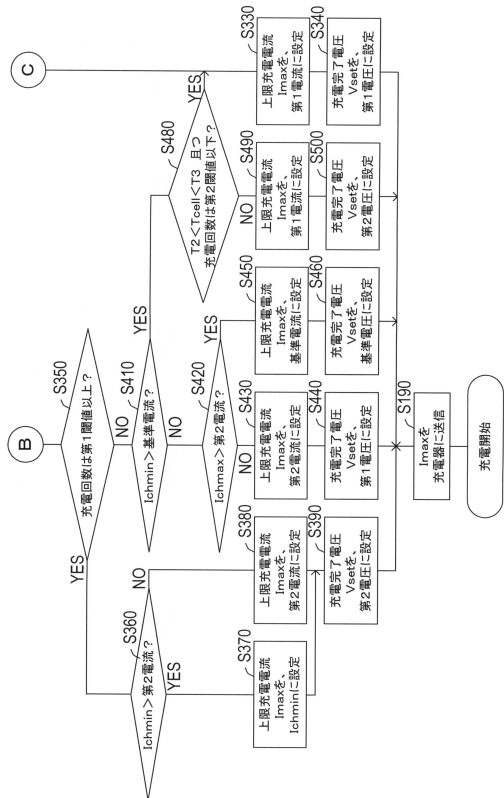 B
C
S350
充電回数は第1閾値以上?
YES
NO
S360
Ichmin>第2電流?
NO
YES
S410
Ichmin>基準電流?
YES
NO
S420
Ichmax>第2電流?
YES
NO
S480
T2<Tcell<T3 且つ
充電回数は第2閾値以下?
YES
NO
S370
上限充電電流
Imaxを、
Ichminに設定
S380
上限充電電流
Imaxを、
第2電流に設定
S390
充電完了電圧
Vsetを、
第2電圧に設定
S430
上限充電電流
Imaxを、
第2電流に設定
S440
充電完了電圧
Vsetを、
第1電圧に設定
S450
上限充電電流
Imaxを、
基準電流に設定
S460
充電完了電圧
Vsetを、
基準電圧に設定
S490
上限充電電流
Imaxを、
第1電流に設定
S500
充電完了電圧
Vsetを、
第2電圧に設定
S330
上限充電電流
Imaxを、
第1電流に設定
S340
充電完了電圧
Vsetを、
第1電圧に設定
S190
Imaxを
充電器に送信
充電開始